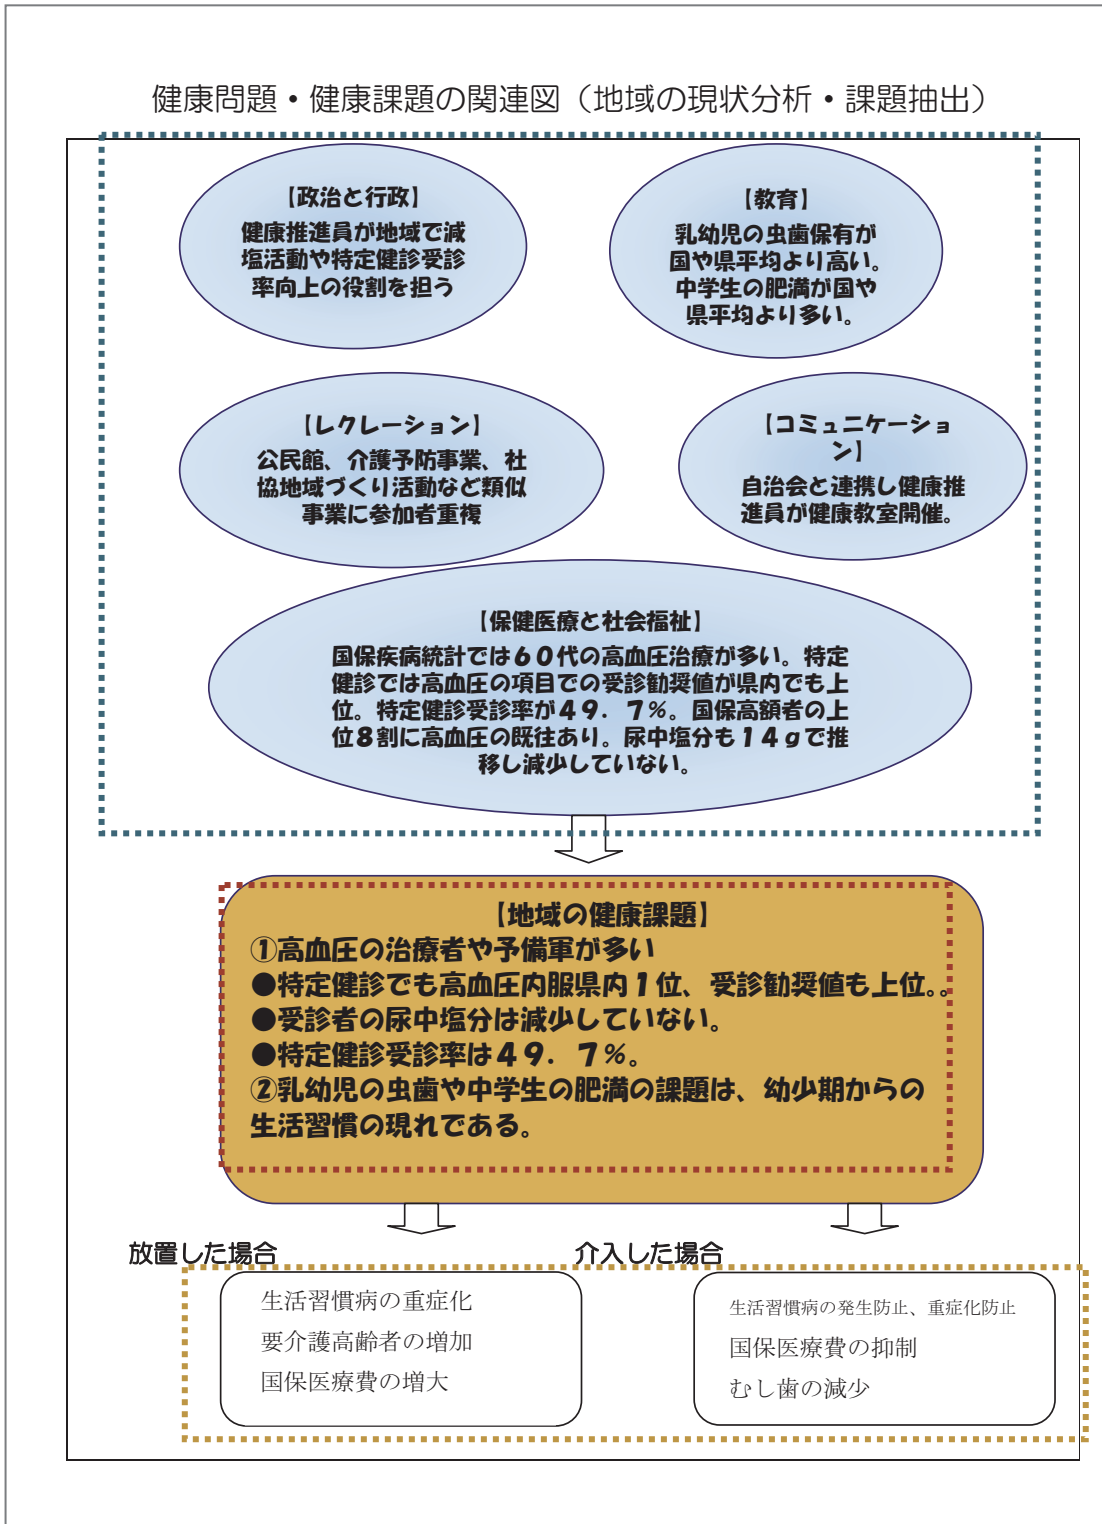 健康問題・健康課題の関連図（地域の現状分析・課題抽出）
【政治と行政】
健康推進員が地域で減
塩活動や特定健診受診
率向上の役割を担う
【教育】
乳幼児の虫歯保有が
国や県平均より高い。
中学生の肥満が国や
県平均より多い。
【レクレーション】
公民館、介護予防事業、社
協地域づくり活動など類似
事業に参加者重複
【コミュニケーショ
ン】
自治会と連携し健康推
進員が健康教室開催。
【保健医療と社会福祉】
国保疾病統計では６０代の高血圧治療が多い。特定
健診では高血圧の項目での受診勧奨値が県内でも上
位。特定健診受診率が４９．７％。国保高額者の上
位８割に高血圧の既往あり。尿中塩分も１４ｇで推
移し減少していない。
【地域の健康課題】
①高血圧の治療者や予備軍が多い
●特定健診でも高血圧内服県内１位、受診勧奨値も上位。。
●受診者の尿中塩分は減少していない。
●特定健診受診率は４９．７％。
②乳幼児の虫歯や中学生の肥満の課題は、幼少期からの
生活習慣の現れである。
放置した場合
生活習慣病の重症化
要介護高齢者の増加
国保医療費の増大
介入した場合
生活習慣病の発生防止、重症化防止
国保医療費の抑制
むし歯の減少